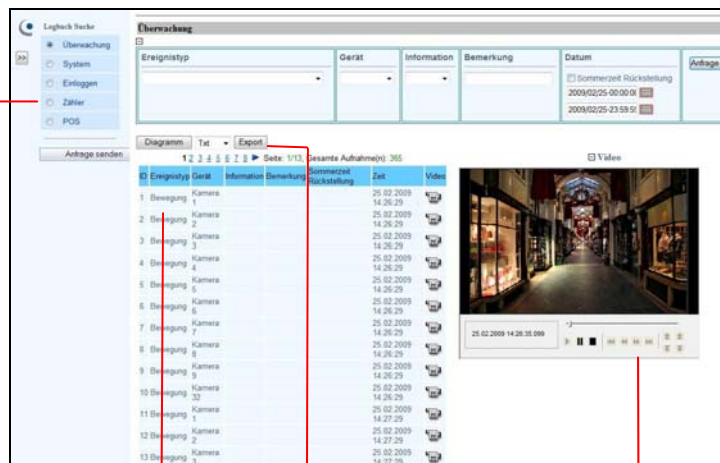 Logbuch Suche
>>
Überwachung
System
Einloggen
Zähler
POS
Anfrage senden
Überwachung
Ereignistyp Gerät Information Bemerkung Datum
Anfrage
Sommerzeit Rückstellung
2009/02/25-00:00:00
2009/02/25-23:59:59
Diagramm Txt Export
1 2 3 4 5 6 7 8 Seite: 1/13, Gesamte Aufnahme(n): 365
ID Ereignistyp Gerät Information Bemerkung Sommerzeit Rückstellung Zeit Video
1 Bewegung Kamera 1 25.02.2009 14:26:29
2 Bewegung Kamera 2 25.02.2009 14:26:29
3 Bewegung Kamera 3 25.02.2009 14:26:29
4 Bewegung Kamera 4 25.02.2009 14:26:29
5 Bewegung Kamera 5 25.02.2009 14:26:29
6 Bewegung Kamera 6 25.02.2009 14:26:29
7 Bewegung Kamera 7 25.02.2009 14:26:29
8 Bewegung Kamera 8 25.02.2009 14:26:29
9 Bewegung Kamera 9 25.02.2009 14:26:29
10 Bewegung Kamera 32 25.02.2009 14:26:29
11 Bewegung Kamera 1 25.02.2009 14:27:29
12 Bewegung Kamera 2 25.02.2009 14:27:29
13 Bewegung Kamera 3 25.02.2009 14:27:29
Video
25.02.2009 14:26:35.099